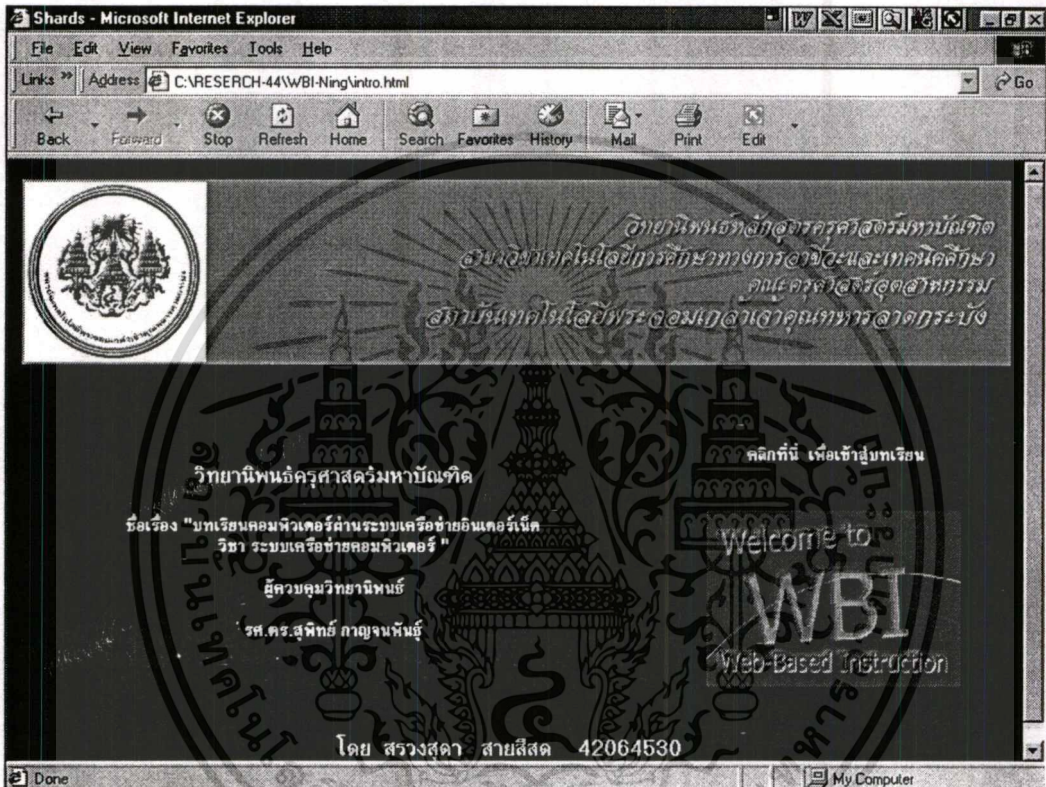 Shards - Microsoft Internet Explorer
File Edit View Favorites Tools Help
Links » Address C:\RESERCH-44\WBI-Ning\intro.html Go
Back Forward Stop Refresh Home Search Favorites History Mail Print Edit
วิทยานิพนธ์หลักสูตรครุศาสตร์มหาบัณฑิต
สาขาวิชาเทคโนโลยีการศึกษาทางการอาชีวะและเทคนิคศึกษา
คณะครุศาสตร์อุตสาหกรรม
สถาบันเทคโนโลยีพระจอมเกล้าเจ้าคุณทหารลาดกระบัง
คลิกที่นี่ เพื่อเข้าสู่บทเรียน
วิทยานิพนธ์ครุศาสตร์มหาบัณฑิต
ชื่อเรื่อง "บทเรียนคอมพิวเตอร์ผ่านระบบเครือข่ายอินเตอร์เน็ต
วิชา ระบบเครือข่ายคอมพิวเตอร์ "
ผู้ควบคุมวิทยานิพนธ์
รศ.ดร.สุพิทย์ กาญจนพันธุ์
Welcome to
WBI
Web-Based Instruction
โดย สรวงสุดา สายสีสด 42064530
Done My Computer